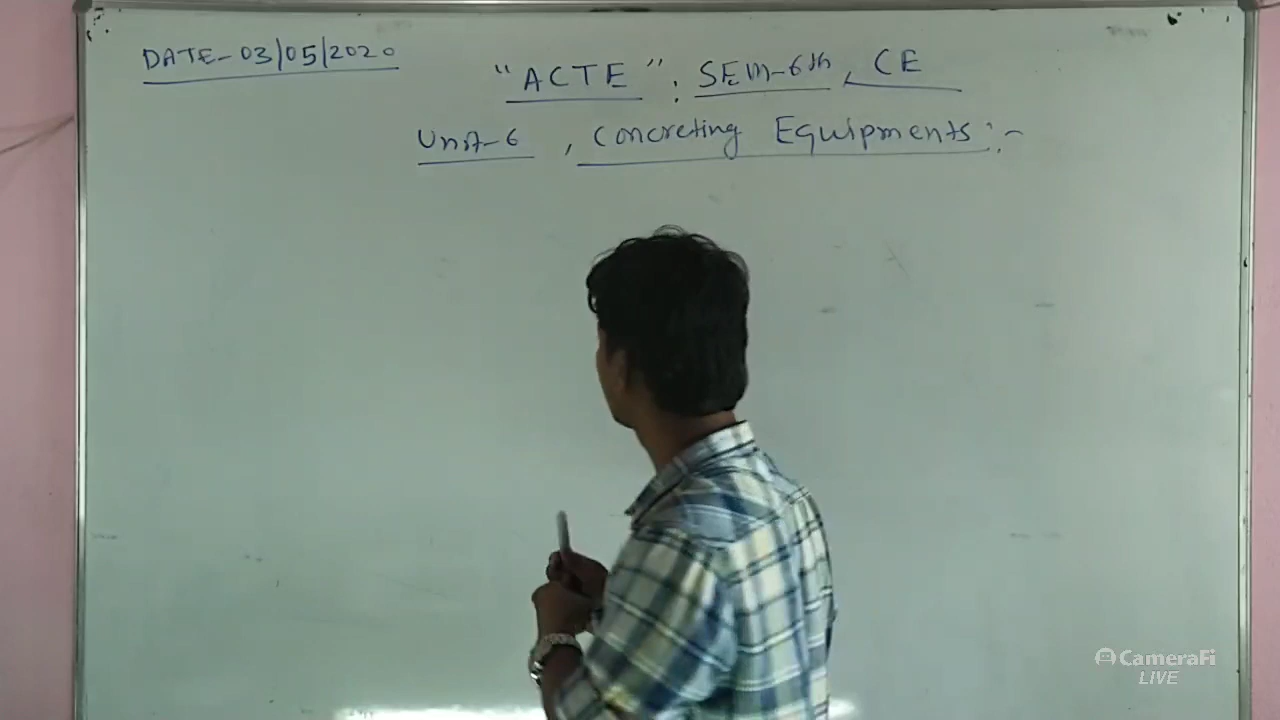 DATE-03/05/2020
"ACTE" : SEM-6th, CE
Unit-6, Concreting Equipments :-
CameraFi
LIVE